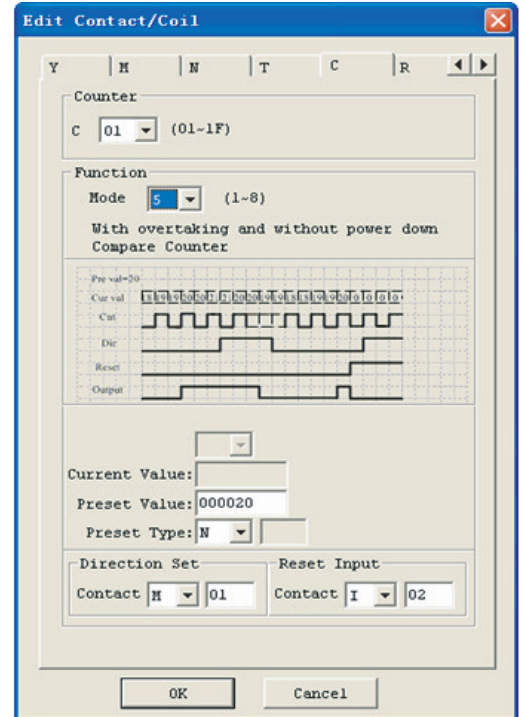 Edit Contact/Coil
Y M N T C R
Counter
C 01 (01~1F)
Function
Mode 5 (1~8)
With overtaking and without power down
Compare Counter
Pre val=20
Cur val
Cnt
Dir
Reset
Output
Current Value:
Preset Value: 000020
Preset Type: N
Direction Set Reset Input
Contact M 01 Contact I 02
OK Cancel